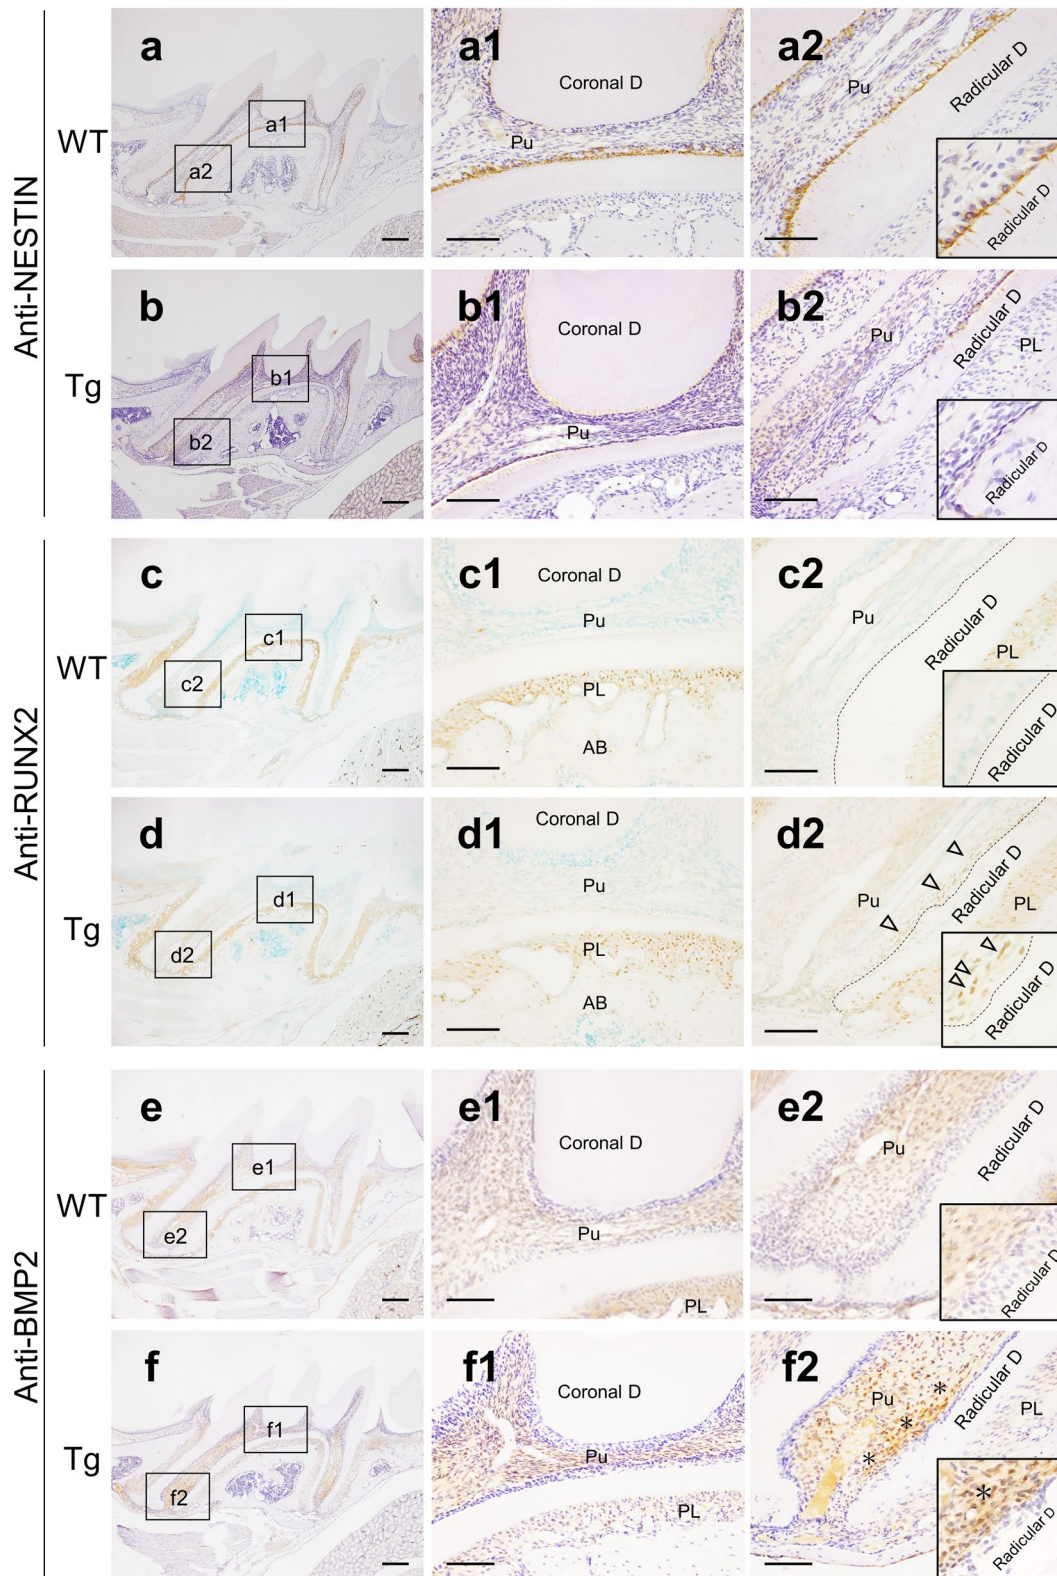 Anti-NESTIN
WT
a
a1
a2
a1
Coronal D
Pu
a2
Pu
Radicular D
Radicular D
Tg
b
b1
b2
b1
Coronal D
Pu
b2
Pu
Radicular D
PL
Radicular D
Anti-RUNX2
WT
c
c1
c2
c1
Coronal D
Pu
PL
AB
c2
Pu
Radicular D
PL
Radicular D
Tg
d
d1
d2
d1
Coronal D
Pu
PL
AB
d2
Pu
Radicular D
PL
Radicular D
Anti-BMP2
WT
e
e1
e2
e1
Coronal D
Pu
PL
e2
Pu
Radicular D
Radicular D
Tg
f
f1
f2
f1
Coronal D
Pu
PL
f2
Pu
*
*
*
Radicular D
PL
*
Radicular D